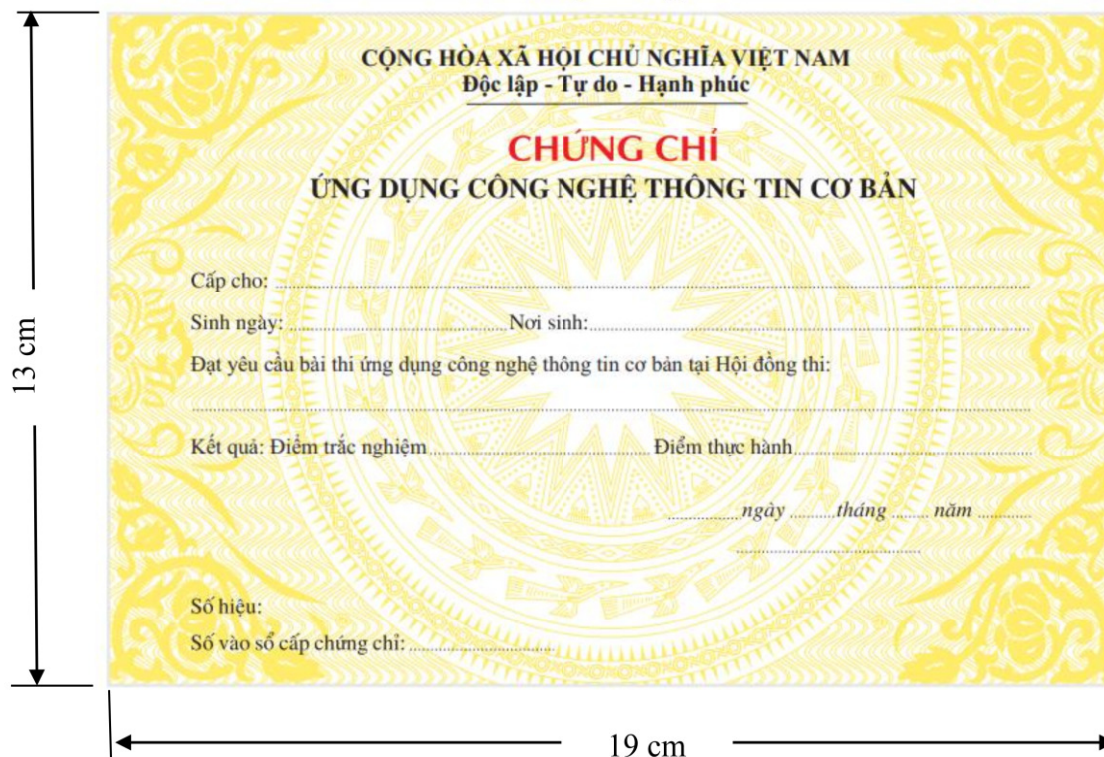 CỘNG HÒA XÃ HỘI CHỦ NGHĨA VIỆT NAM
Độc lập - Tự do - Hạnh phúc
CHỨNG CHỈ
ỨNG DỤNG CÔNG NGHỆ THÔNG TIN CƠ BẢN
Cấp cho:
Sinh ngày: Nơi sinh:
Đạt yêu cầu bài thi ứng dụng công nghệ thông tin cơ bản tại Hội đồng thi:
Kết quả: Điểm trắc nghiệm Điểm thực hành
ngày tháng năm
Số hiệu:
Số vào sổ cấp chứng chỉ:
13 cm
19 cm